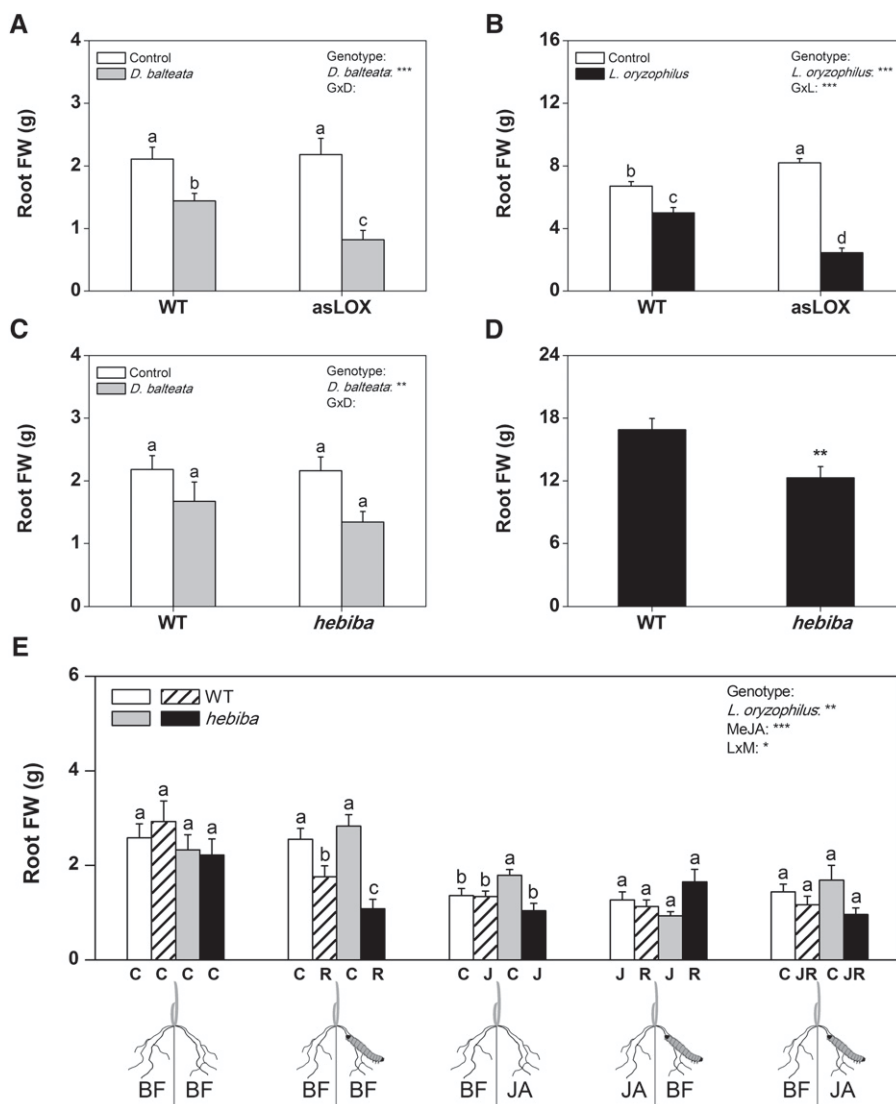 A
Root FW (g)
4
3
2
1
0
Control
D. balteata
Genotype:
D. balteata: ***
GxD:
a
b
a
c
WT
asLOX
B
Root FW (g)
16
12
8
4
0
Control
L. oryzophilus
Genotype:
L. oryzophilus: ***
GxL: ***
b
c
a
d
WT
asLOX
C
Root FW (g)
4
3
2
1
0
Control
D. balteata
Genotype:
D. balteata: **
GxD:
a
a
a
a
WT
hebiba
D
Root FW (g)
24
18
12
6
0
**
WT
hebiba
E
Root FW (g)
6
4
2
0
WT
hebiba
Genotype:
L. oryzophilus: **
MeJA: ***
LxM: *
a a a a
a b a c
b b a b
a a a a
a a a a
C C C C
C R C R
C J C J
J R J R
C JR C JR
BF BF
BF BF
BF JA
JA BF
BF JA